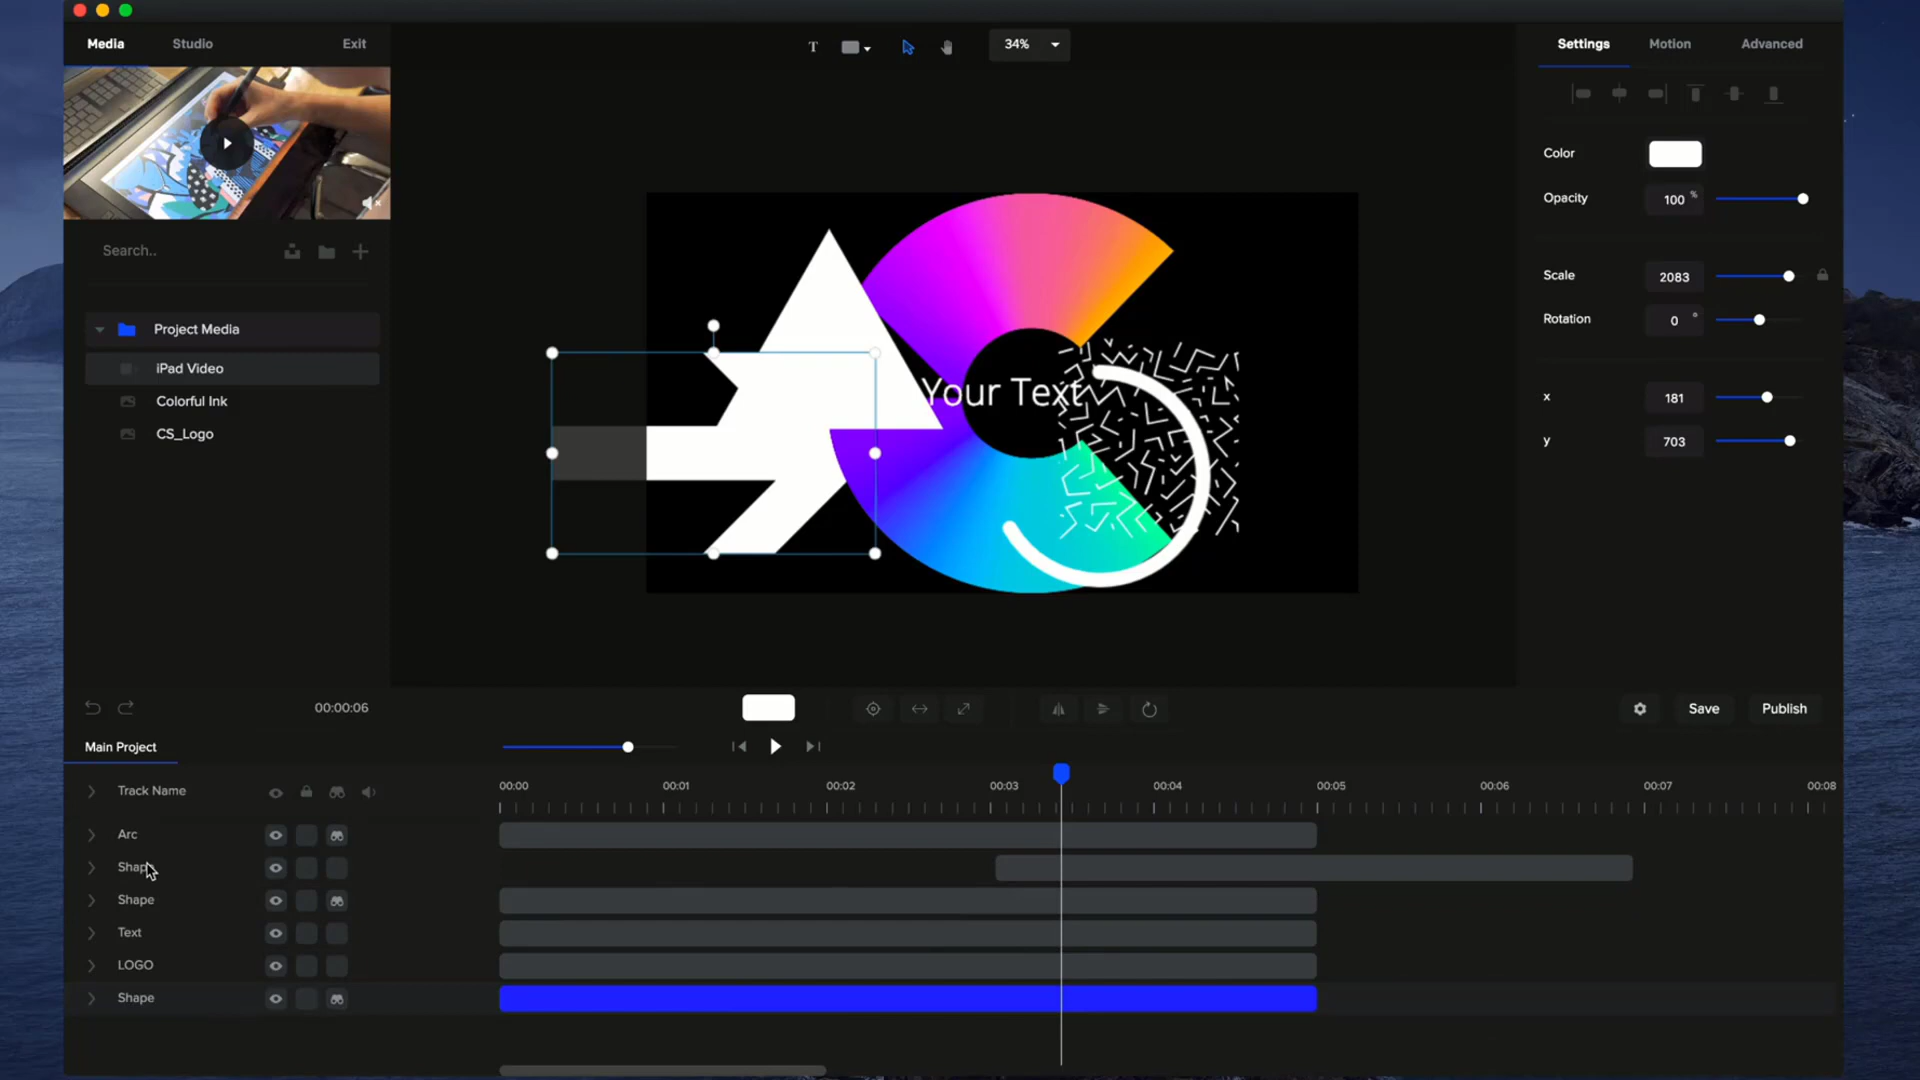 Media Studio Exit
T 34%
Settings Motion Advanced
Search..
Project Media
iPad Video
Colorful Ink
CS_Logo
Your Text
Color
Opacity 100 %
Scale 2083
Rotation 0 °
x 181
y 703
00:00:06
Save Publish
Main Project
Track Name
00:00 00:01 00:02 00:03 00:04 00:05 00:06 00:07 00:08
Arc
Shape
Shape
Text
LOGO
Shape